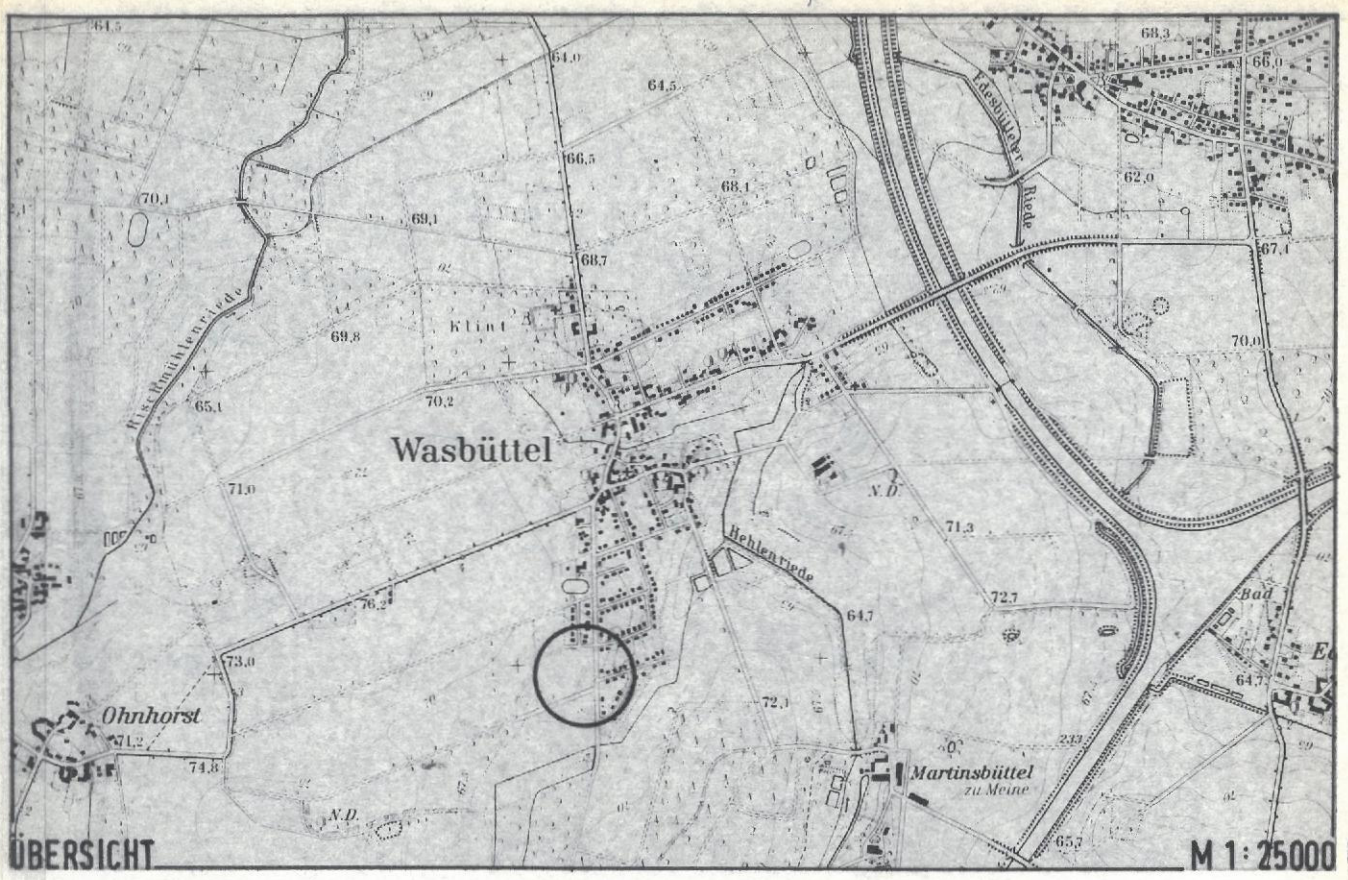 64,5
68,3
64,0
66,0
64,5
Edesbütteler
Riede
66,5
62,0
68,1
70,1
69,1
67,4
68,7
70
Klint
69,8
Rischmühlenriede
70,0
65,1
70,2
Wasbüttel
71,0
N.D.
71,3
Hehlenriede
76,2
72,7
64,7
Bad
73,0
64,7
Ohnhorst
72,1
71,2
233
74,8
Martinsbüttel
zu Meine
N.D.
65,7
ÜBERSICHT
M 1:25000